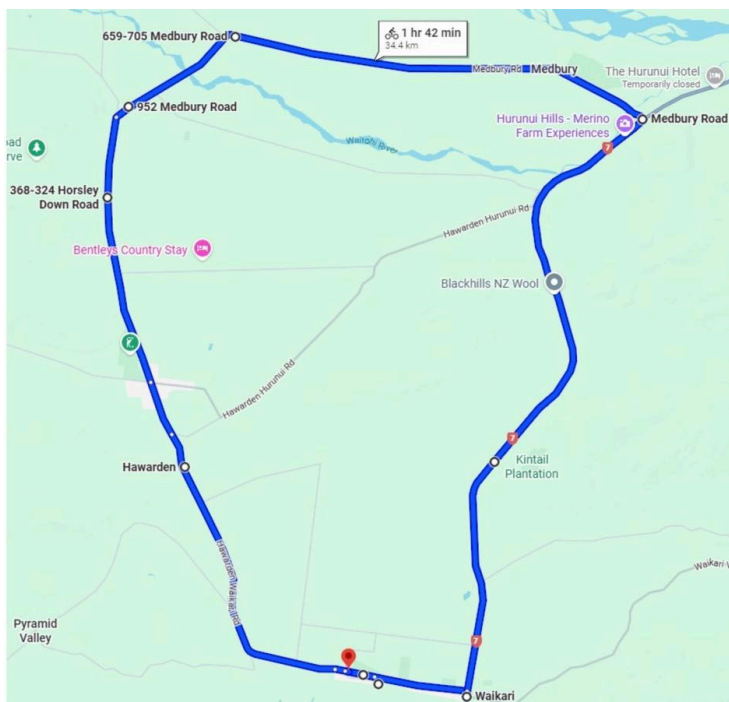 659-705 Medbury Road
1 hr 42 min
34.4 km
Medbury Rd
Medbury
The Hurunui Hotel
Temporarily closed
952 Medbury Road
Hurunui Hills - Merino
Farm Experiences
Medbury Road
7
oad
rve
Waitohi River
368-324 Horsley
Down Road
Hawarden Hurunui Rd
Bentleys Country Stay
Blackhills NZ Wool
Hawarden Hurunui Rd
7
Hawarden
Kintail
Plantation
Hawarden Waikari Rd
Waikari V
Pyramid
Valley
7
Waikari